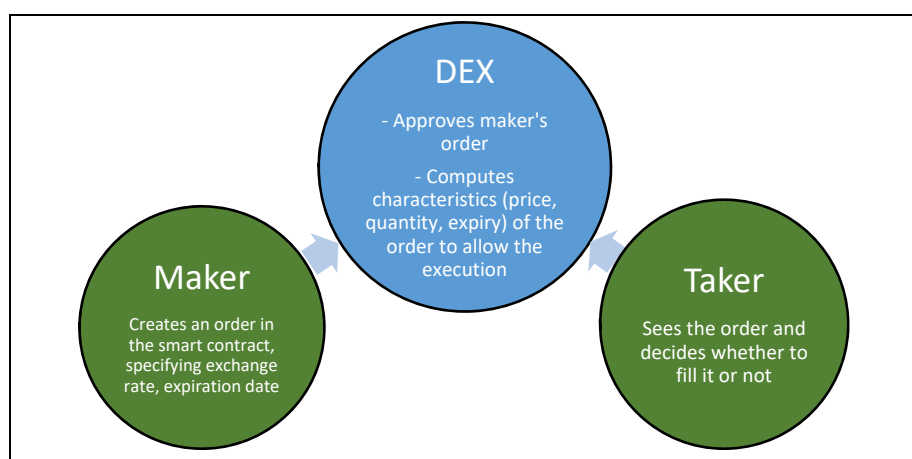 DEX
- Approves maker's
order
- Computes
characteristics (price,
quantity, expiry) of the
order to allow the
execution
Maker
Creates an order in
the smart contract,
specifying exchange
rate, expiration date
Taker
Sees the order and
decides whether to
fill it or not